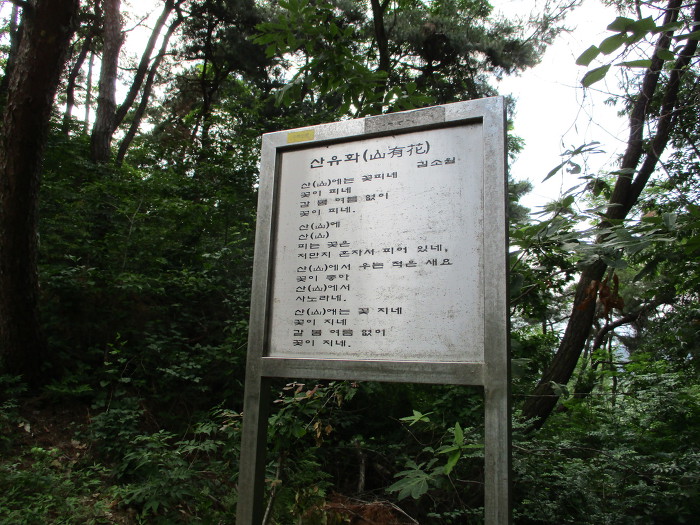 산유화(山有花)
김소월
산(山)에는 꽃피네
꽃이 피네
갈 봄 여름 없이
꽃이 피네.
산(山)에
산(山)
피는 꽃은
저만치 혼자서 피여 있네.
산(山)에서 우는 적은 새요
꽃이 좋아
산(山)에서
사노라네.
산(山)에는 꽃 지네
꽃이 지네
갈 봄 여름 없이
꽃이 지네.